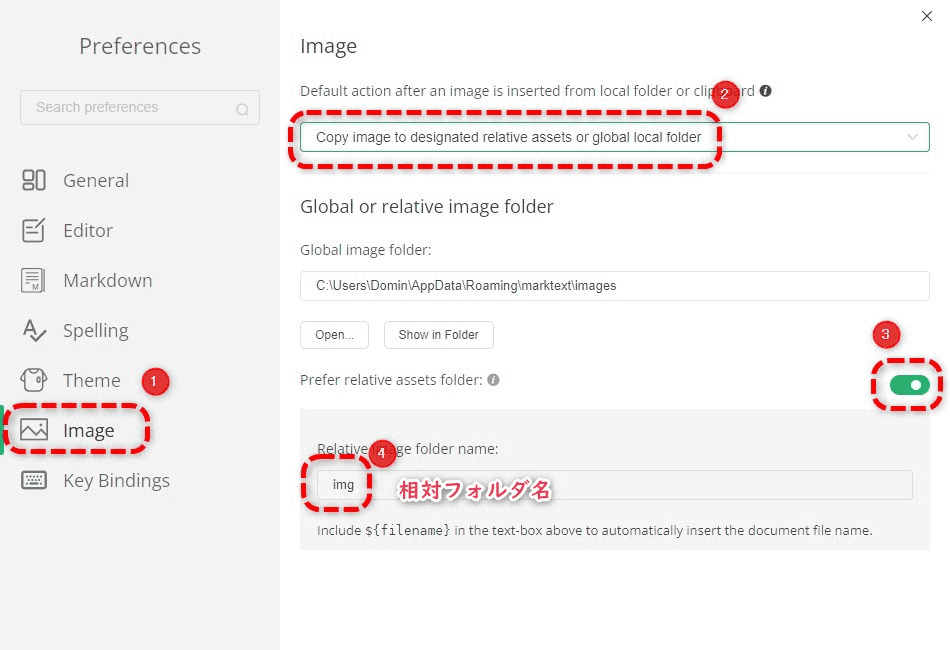 Preferences
Search preferences
General
Editor
Markdown
Spelling
Theme
1
Image
Key Bindings
Image
Default action after an image is inserted from local folder or clipboard
2
Copy image to designated relative assets or global local folder
Global or relative image folder
Global image folder:
C:\Users\Domin\AppData\Roaming\marktext\images
Open...
Show in Folder
3
Prefer relative assets folder:
Relative image folder name:
4
img
相対フォルダ名
Include ${filename} in the text-box above to automatically insert the document file name.